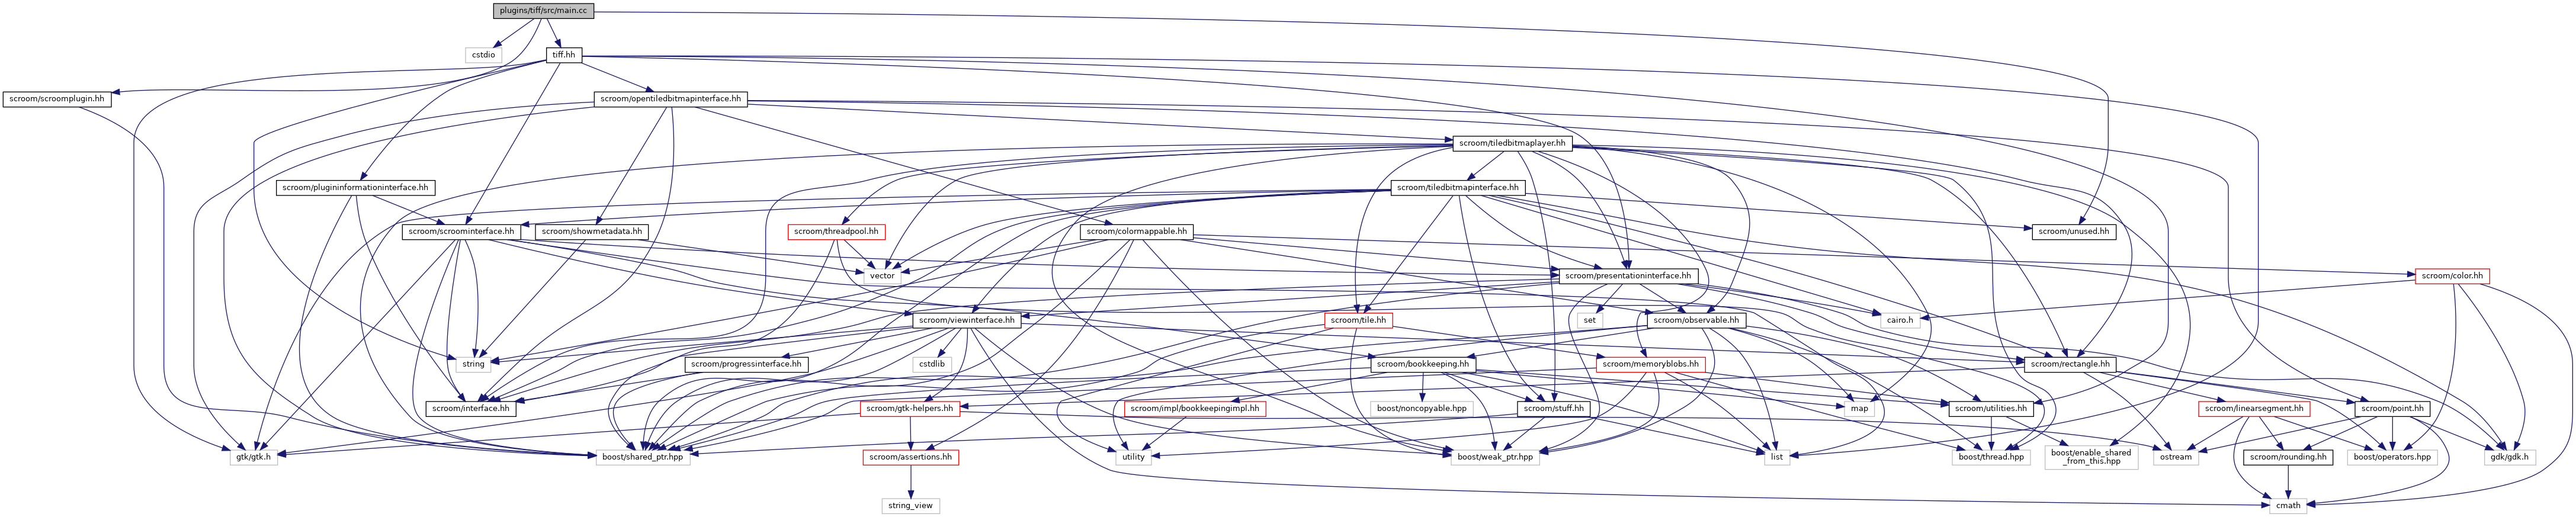 plugins/tiff/src/main.cc
cstdio
tiff.hh
scroom/scroomplugin.hh
scroom/opentiledbitmapinterface.hh
scroom/tiledbitmaplayer.hh
scroom/plugininformationinterface.hh
scroom/tiledbitmapinterface.hh
scroom/scroominterface.hh
scroom/showmetadata.hh
scroom/threadpool.hh
scroom/colormappable.hh
scroom/unused.hh
vector
scroom/presentationinterface.hh
scroom/color.hh
scroom/viewinterface.hh
scroom/tile.hh
set
scroom/observable.hh
cairo.h
string
scroom/progressinterface.hh
cstdlib
scroom/bookkeeping.hh
scroom/memoryblobs.hh
scroom/rectangle.hh
scroom/interface.hh
scroom/gtk-helpers.hh
scroom/impl/bookkeepingimpl.hh
boost/noncopyable.hpp
scroom/stuff.hh
map
scroom/utilities.hh
scroom/linearsegment.hh
scroom/point.hh
gtk/gtk.h
boost/shared_ptr.hpp
scroom/assertions.hh
utility
boost/weak_ptr.hpp
list
boost/thread.hpp
boost/enable_shared
_from_this.hpp
ostream
scroom/rounding.hh
boost/operators.hpp
gdk/gdk.h
string_view
cmath